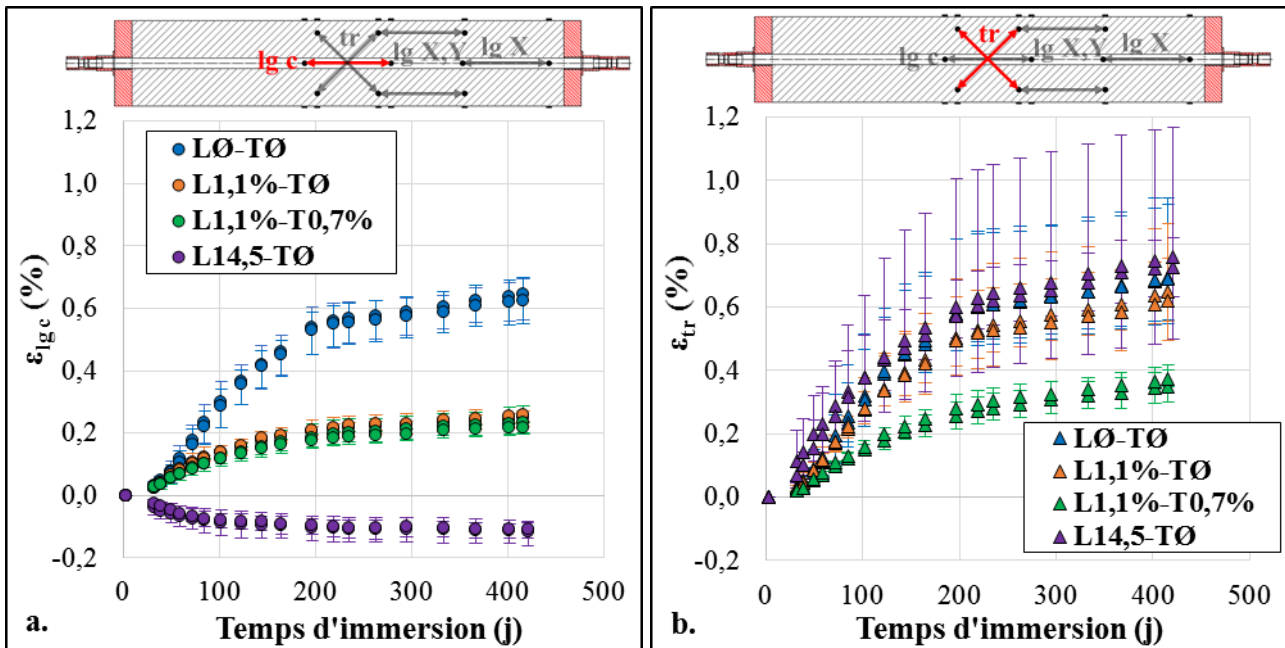 tr
lg c
lg X,Y
lg X
1,2
1,0
0,8
0,6
0,4
0,2
0,0
-0,2
ε lg c (%)
LØ-TØ
L1,1%-TØ
L1,1%-T0,7%
L14,5-TØ
0 100 200 300 400 500
a.
Temps d'immersion (j)
tr
lg c
lg X,Y
lg X
1,2
1,0
0,8
0,6
0,4
0,2
0,0
-0,2
ε tr (%)
LØ-TØ
L1,1%-TØ
L1,1%-T0,7%
L14,5-TØ
0 100 200 300 400 500
b.
Temps d'immersion (j)